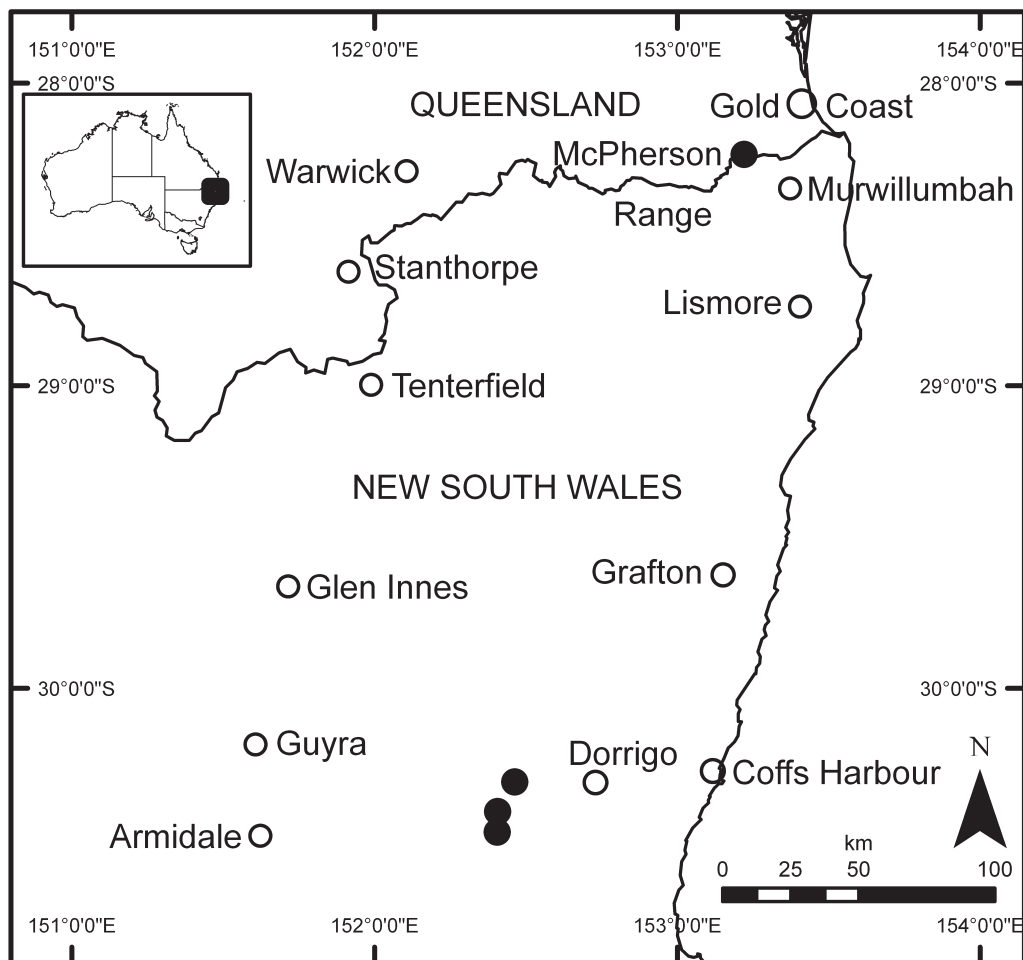 151°0'0"E 152°0'0"E 153°0'0"E 154°0'0"E
28°0'0"S
QUEENSLAND
Gold Coast
McPherson
Warwick
Murwillumbah
Range
Stanthorpe
Lismore
29°0'0"S 29°0'0"S
Tenterfield
NEW SOUTH WALES
Grafton
Glen Innes
30°0'0"S 30°0'0"S
Guyra
Dorrigo
N
Coffs Harbour
Armidale
km
0 25 50 100
151°0'0"E 152°0'0"E 153°0'0"E 154°0'0"E